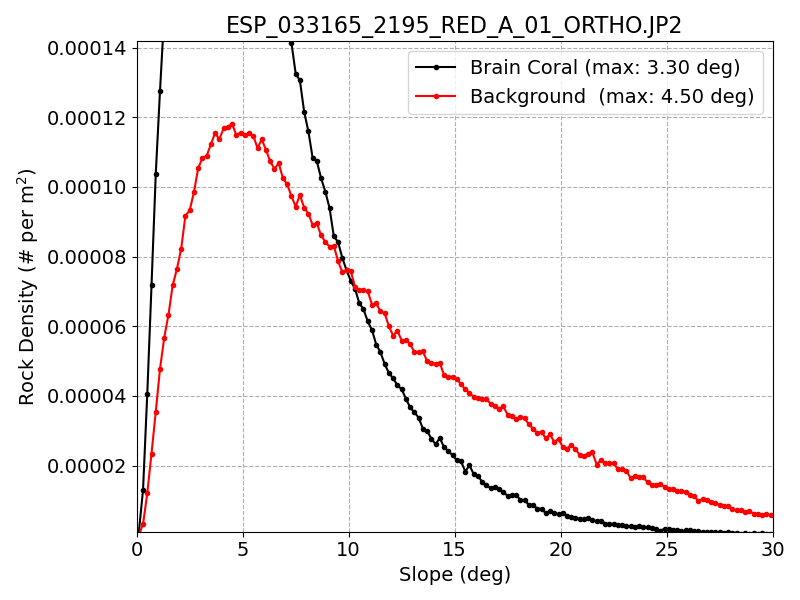 ESP_033165_2195_RED_A_01_ORTHO.JP2
Brain Coral (max: 3.30 deg)
Background  (max: 4.50 deg)
0.00014
0.00012
0.00010
0.00008
0.00006
0.00004
0.00002
Rock Density (# per m²)
0 5 10 15 20 25 30
Slope (deg)